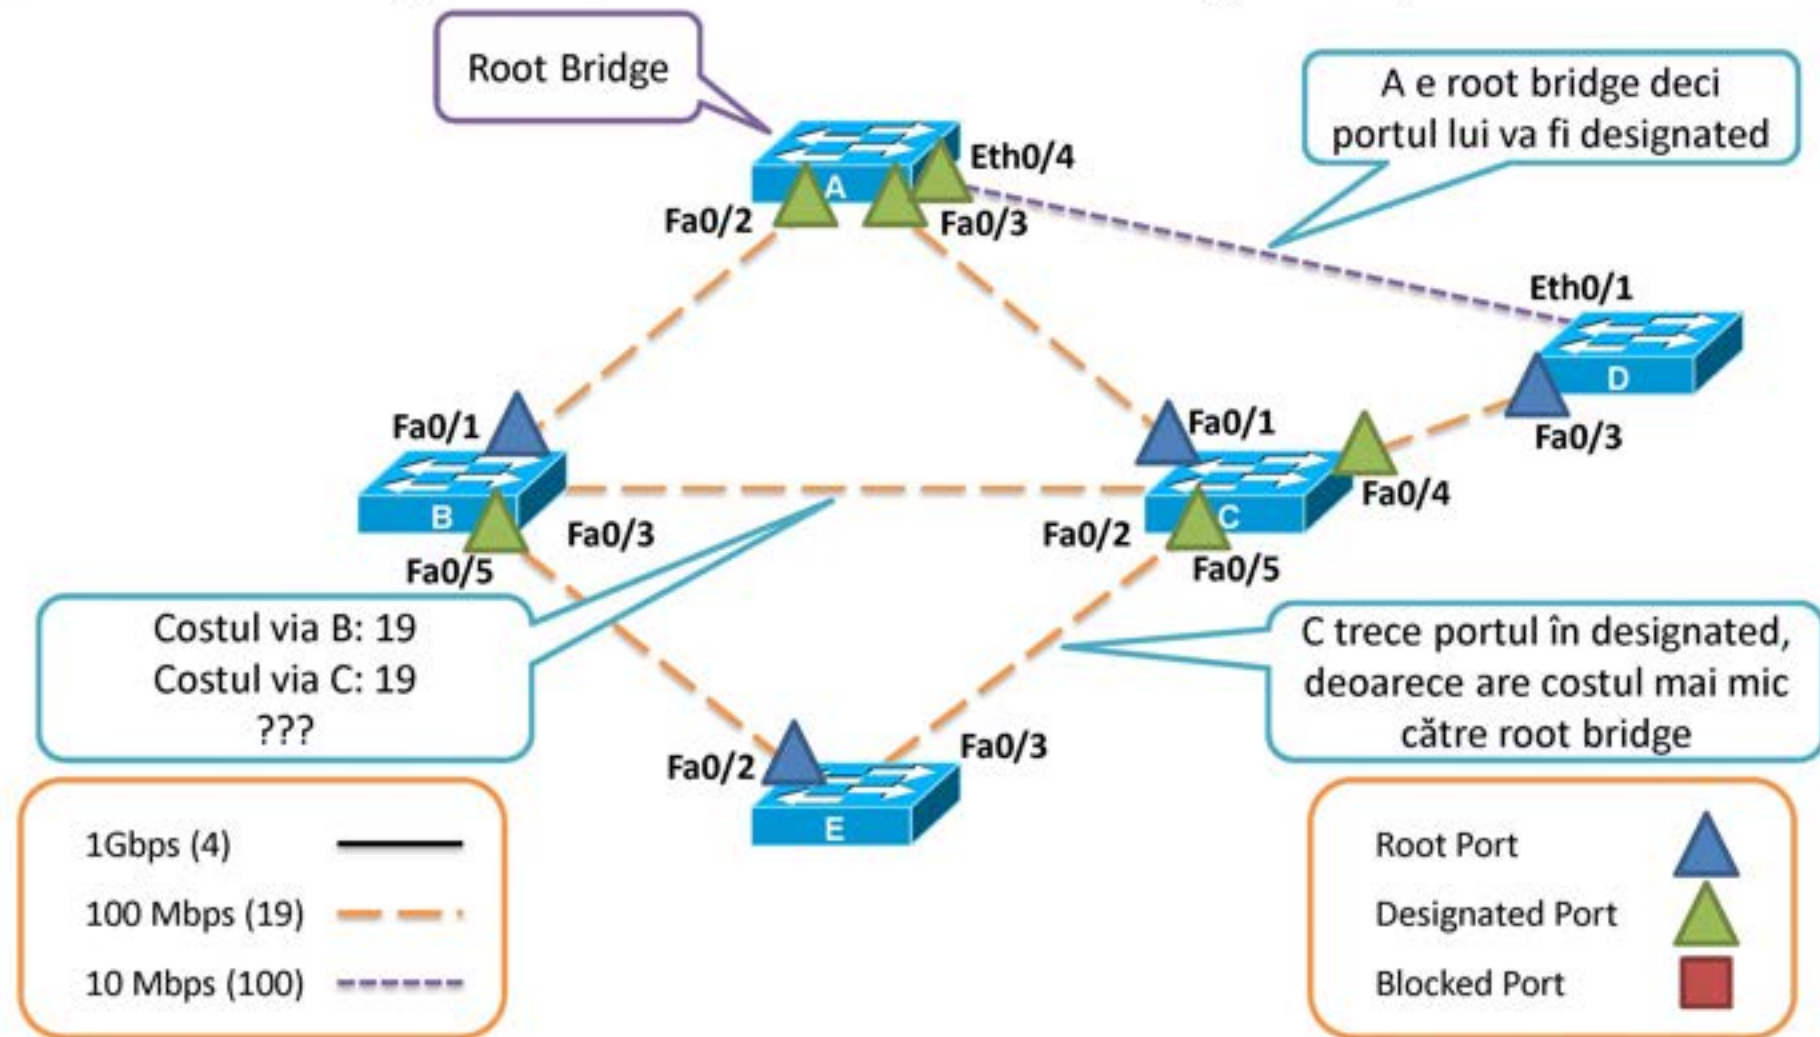 Root Bridge
A e root bridge deci
portul lui va fi designated
A
Eth0/4
Fa0/2
Fa0/3
Eth0/1
D
Fa0/3
Fa0/1
Fa0/1
Fa0/4
B
C
Fa0/3
Fa0/2
Fa0/5
Fa0/5
Costul via B: 19
Costul via C: 19
???
C trece portul în designated,
deoarece are costul mai mic
către root bridge
Fa0/2
Fa0/3
E
1Gbps (4)
100 Mbps (19)
10 Mbps (100)
Root Port
Designated Port
Blocked Port